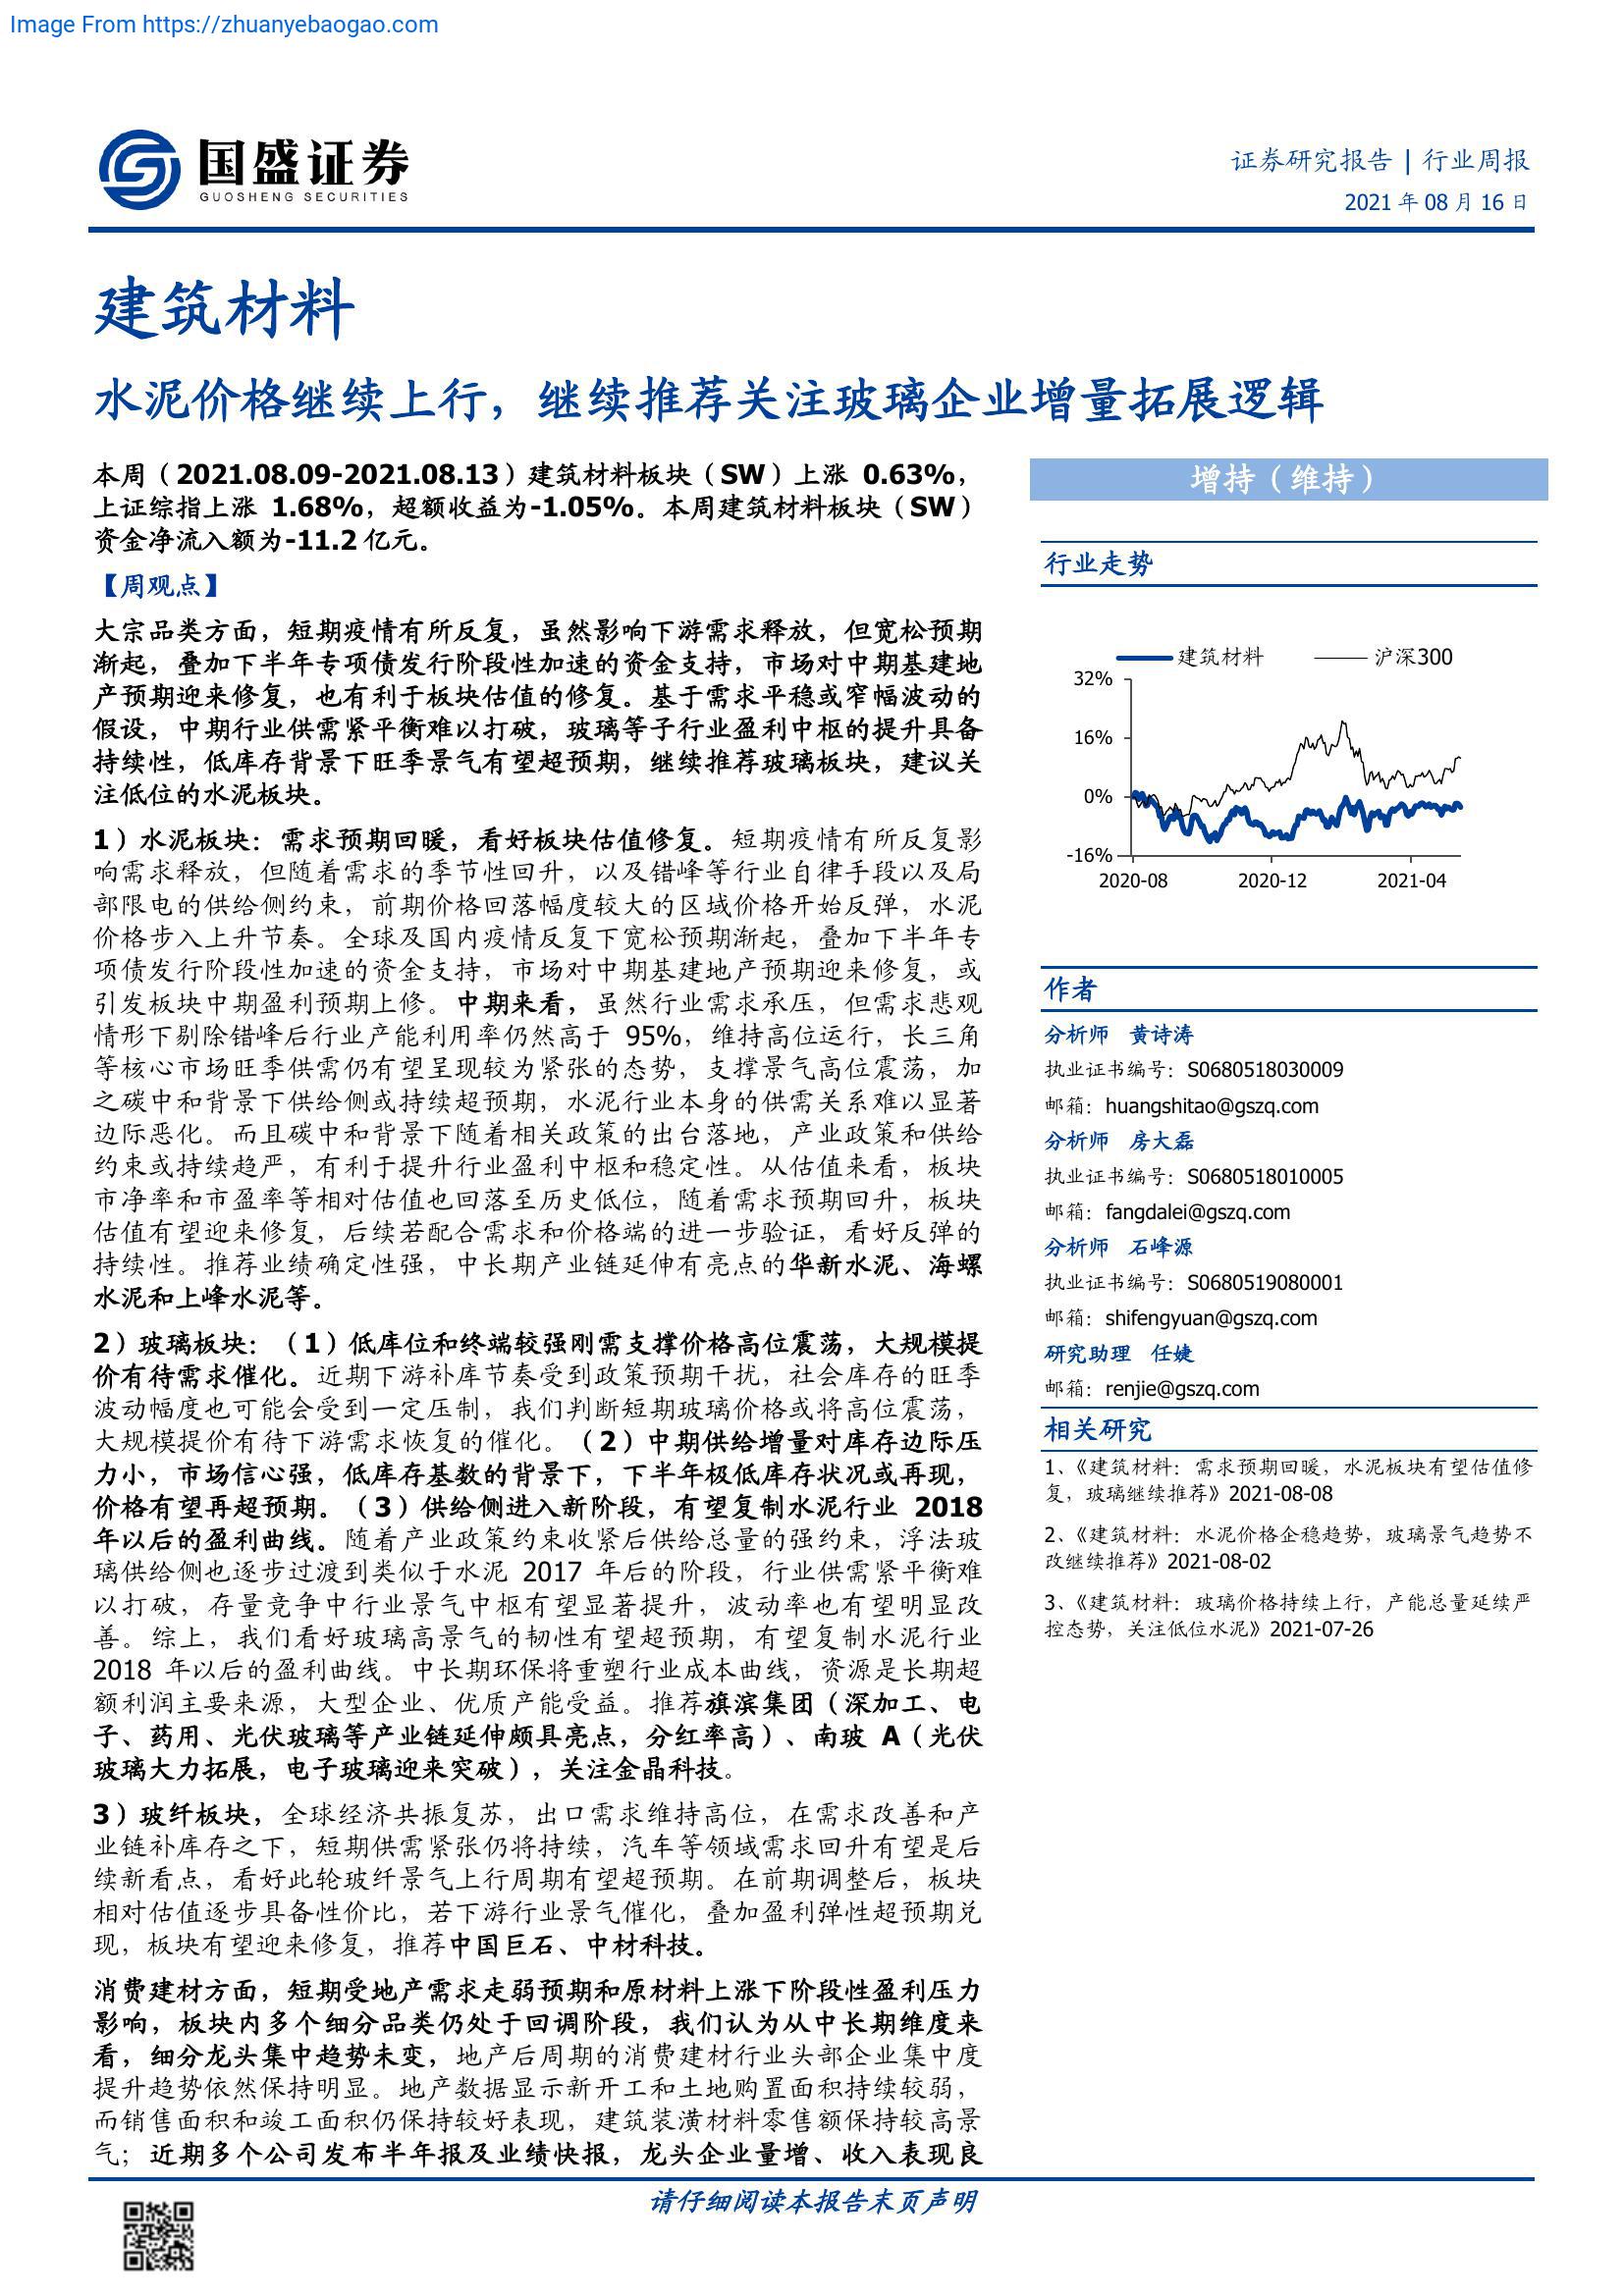 Image From https://zhuanyebaogao.com
国盛证券
GUOSHENG SECURITIES
证券研究报告 | 行业周报
2021 年 08 月 16 日
建筑材料
水泥价格继续上行，继续推荐关注玻璃企业增量拓展逻辑
本周（2021.08.09-2021.08.13）建筑材料板块（SW）上涨 0.63%，
上证综指上涨 1.68%，超额收益为-1.05%。本周建筑材料板块（SW）
资金净流入额为-11.2 亿元。
【周观点】
大宗品类方面，短期疫情有所反复，虽然影响下游需求释放，但宽松预期
渐起，叠加下半年专项债发行阶段性加速的资金支持，市场对中期基建地
产预期迎来修复，也有利于板块估值的修复。基于需求平稳或窄幅波动的
假设，中期行业供需紧平衡难以打破，玻璃等子行业盈利中枢的提升具备
持续性，低库存背景下旺季景气有望超预期，继续推荐玻璃板块，建议关
注低位的水泥板块。
1）水泥板块：需求预期回暖，看好板块估值修复。短期疫情有所反复影
响需求释放，但随着需求的季节性回升，以及错峰等行业自律手段以及局
部限电的供给侧约束，前期价格回落幅度较大的区域价格开始反弹，水泥
价格步入上升节奏。全球及国内疫情反复下宽松预期渐起，叠加下半年专
项债发行阶段性加速的资金支持，市场对中期基建地产预期迎来修复，或
引发板块中期盈利预期上修。中期来看，虽然行业需求承压，但需求悲观
情形下剔除错峰后行业产能利用率仍然高于 95%，维持高位运行，长三角
等核心市场旺季供需仍有望呈现较为紧张的态势，支撑景气高位震荡，加
之碳中和背景下供给侧或持续超预期，水泥行业本身的供需关系难以显著
边际恶化。而且碳中和背景下随着相关政策的出台落地，产业政策和供给
约束或持续趋严，有利于提升行业盈利中枢和稳定性。从估值来看，板块
市净率和市盈率等相对估值也回落至历史低位，随着需求预期回升，板块
估值有望迎来修复，后续若配合需求和价格端的进一步验证，看好反弹的
持续性。推荐业绩确定性强，中长期产业链延伸有亮点的华新水泥、海螺
水泥和上峰水泥等。
2）玻璃板块：（1）低库位和终端较强刚需支撑价格高位震荡，大规模提
价有待需求催化。近期下游补库节奏受到政策预期干扰，社会库存的旺季
波动幅度也可能会受到一定压制，我们判断短期玻璃价格或将高位震荡，
大规模提价有待下游需求恢复的催化。（2）中期供给增量对库存边际压
力小，市场信心强，低库存基数的背景下，下半年极低库存状况或再现，
价格有望再超预期。（3）供给侧进入新阶段，有望复制水泥行业 2018
年以后的盈利曲线。随着产业政策约束收紧后供给总量的强约束，浮法玻
璃供给侧也逐步过渡到类似于水泥 2017 年后的阶段，行业供需紧平衡难
以打破，存量竞争中行业景气中枢有望显著提升，波动率也有望明显改
善。综上，我们看好玻璃高景气的韧性有望超预期，有望复制水泥行业
2018 年以后的盈利曲线。中长期环保将重塑行业成本曲线，资源是长期超
额利润主要来源，大型企业、优质产能受益。推荐旗滨集团（深加工、电
子、药用、光伏玻璃等产业链延伸颇具亮点，分红率高）、南玻 A（光伏
玻璃大力拓展，电子玻璃迎来突破），关注金晶科技。
3）玻纤板块，全球经济共振复苏，出口需求维持高位，在需求改善和产
业链补库存之下，短期供需紧张仍将持续，汽车等领域需求回升有望是后
续新看点，看好此轮玻纤景气上行周期有望超预期。在前期调整后，板块
相对估值逐步具备性价比，若下游行业景气催化，叠加盈利弹性超预期兑
现，板块有望迎来修复，推荐中国巨石、中材科技。
消费建材方面，短期受地产需求走弱预期和原材料上涨下阶段性盈利压力
影响，板块内多个细分品类仍处于回调阶段，我们认为从中长期维度来
看，细分龙头集中趋势未变，地产后周期的消费建材行业头部企业集中度
提升趋势依然保持明显。地产数据显示新开工和土地购置面积持续较弱，
而销售面积和竣工面积仍保持较好表现，建筑装潢材料零售额保持较高景
气；近期多个公司发布半年报及业绩快报，龙头企业量增、收入表现良
增持（维持）
行业走势
建筑材料 沪深300
32%
16%
0%
-16%
2020-08 2020-12 2021-04
作者
分析师 黄诗涛
执业证书编号：S0680518030009
邮箱：huangshitao@gszq.com
分析师 房大磊
执业证书编号：S0680518010005
邮箱：fangdalei@gszq.com
分析师 石峰源
执业证书编号：S0680519080001
邮箱：shifengyuan@gszq.com
研究助理 任婕
邮箱：renjie@gszq.com
相关研究
1、《建筑材料：需求预期回暖，水泥板块有望估值修
复，玻璃继续推荐》2021-08-08
2、《建筑材料：水泥价格企稳趋势，玻璃景气趋势不
改继续推荐》2021-08-02
3、《建筑材料：玻璃价格持续上行，产能总量延续严
控态势，关注低位水泥》2021-07-26
请仔细阅读本报告末页声明